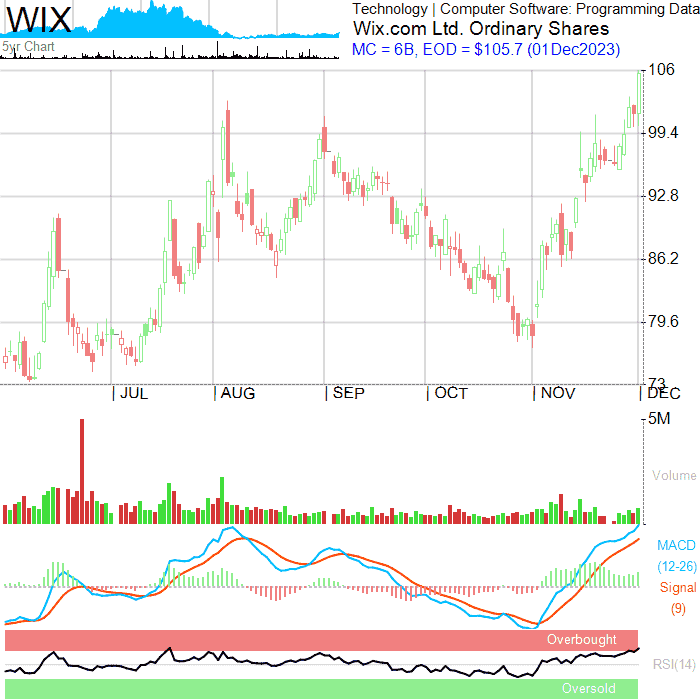 WIX
5yr Chart
Technology | Computer Software: Programming Data
Wix.com Ltd. Ordinary Shares
MC = 6B, EOD = $105.7 (01Dec2023)
106
99.4
92.8
86.2
79.6
73
JUL
AUG
SEP
OCT
NOV
DEC
5M
Volume
MACD
(12-26)
Signal
(9)
Overbought
RSI(14)
Oversold